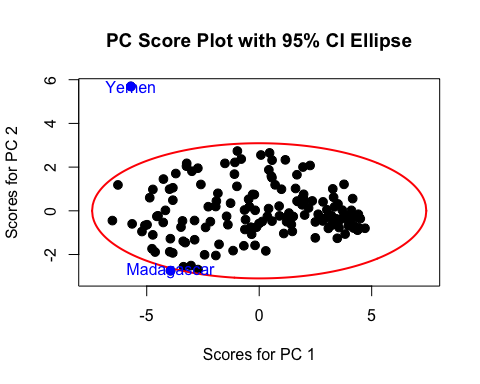 PC Score Plot with 95% CI Ellipse
Scores for PC 2
6
4
2
0
-2
Yemen
Madagascar
-5
0
5
Scores for PC 1